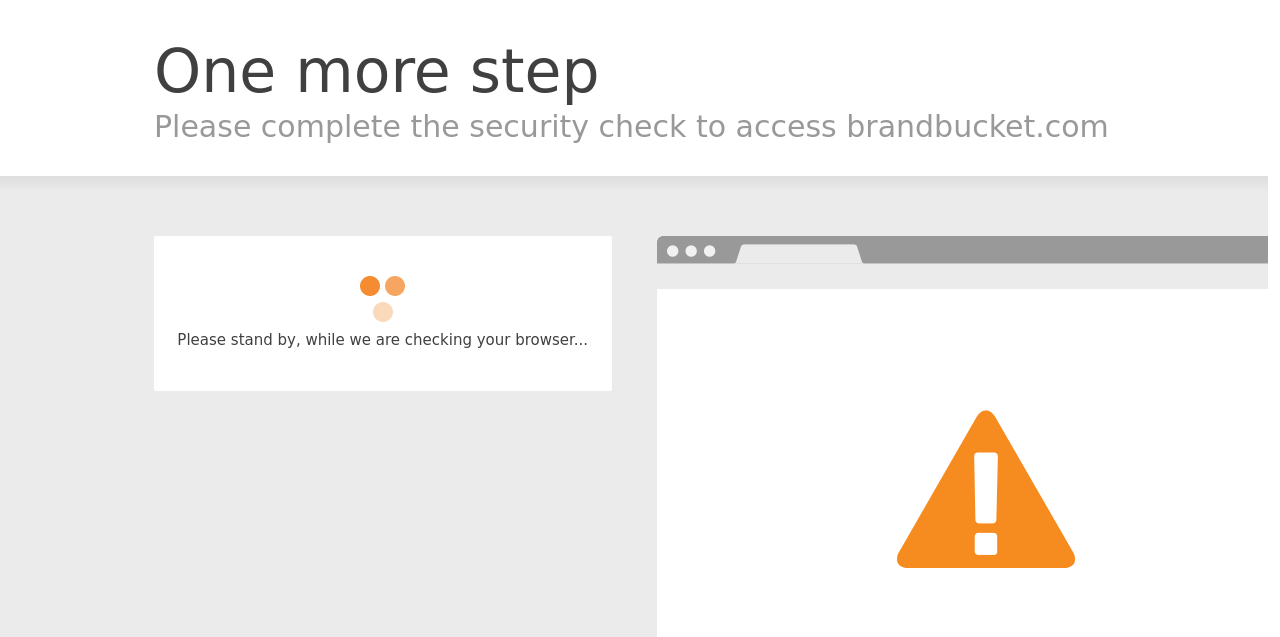 One more step
Please complete the security check to access brandbucket.com
Please stand by, while we are checking your browser...